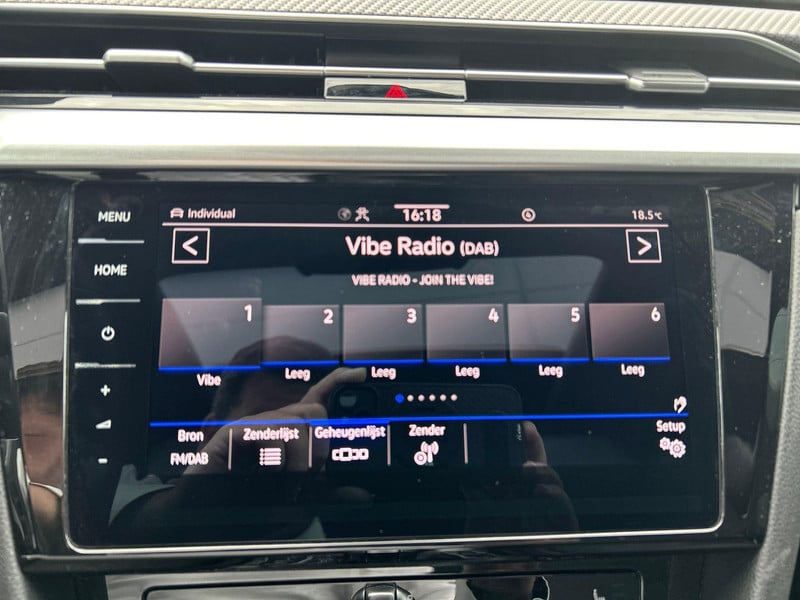 MENU
HOME
+
-
Individual
16:18
18.5°C
<
Vibe Radio (DAB)
>
VIBE RADIO - JOIN THE VIBE!
1
2
3
4
5
6
Vibe
Leeg
Leeg
Leeg
Leeg
Leeg
Bron
FM/DAB
Zenderlijst
Geheugenlijst
Zender
Setup